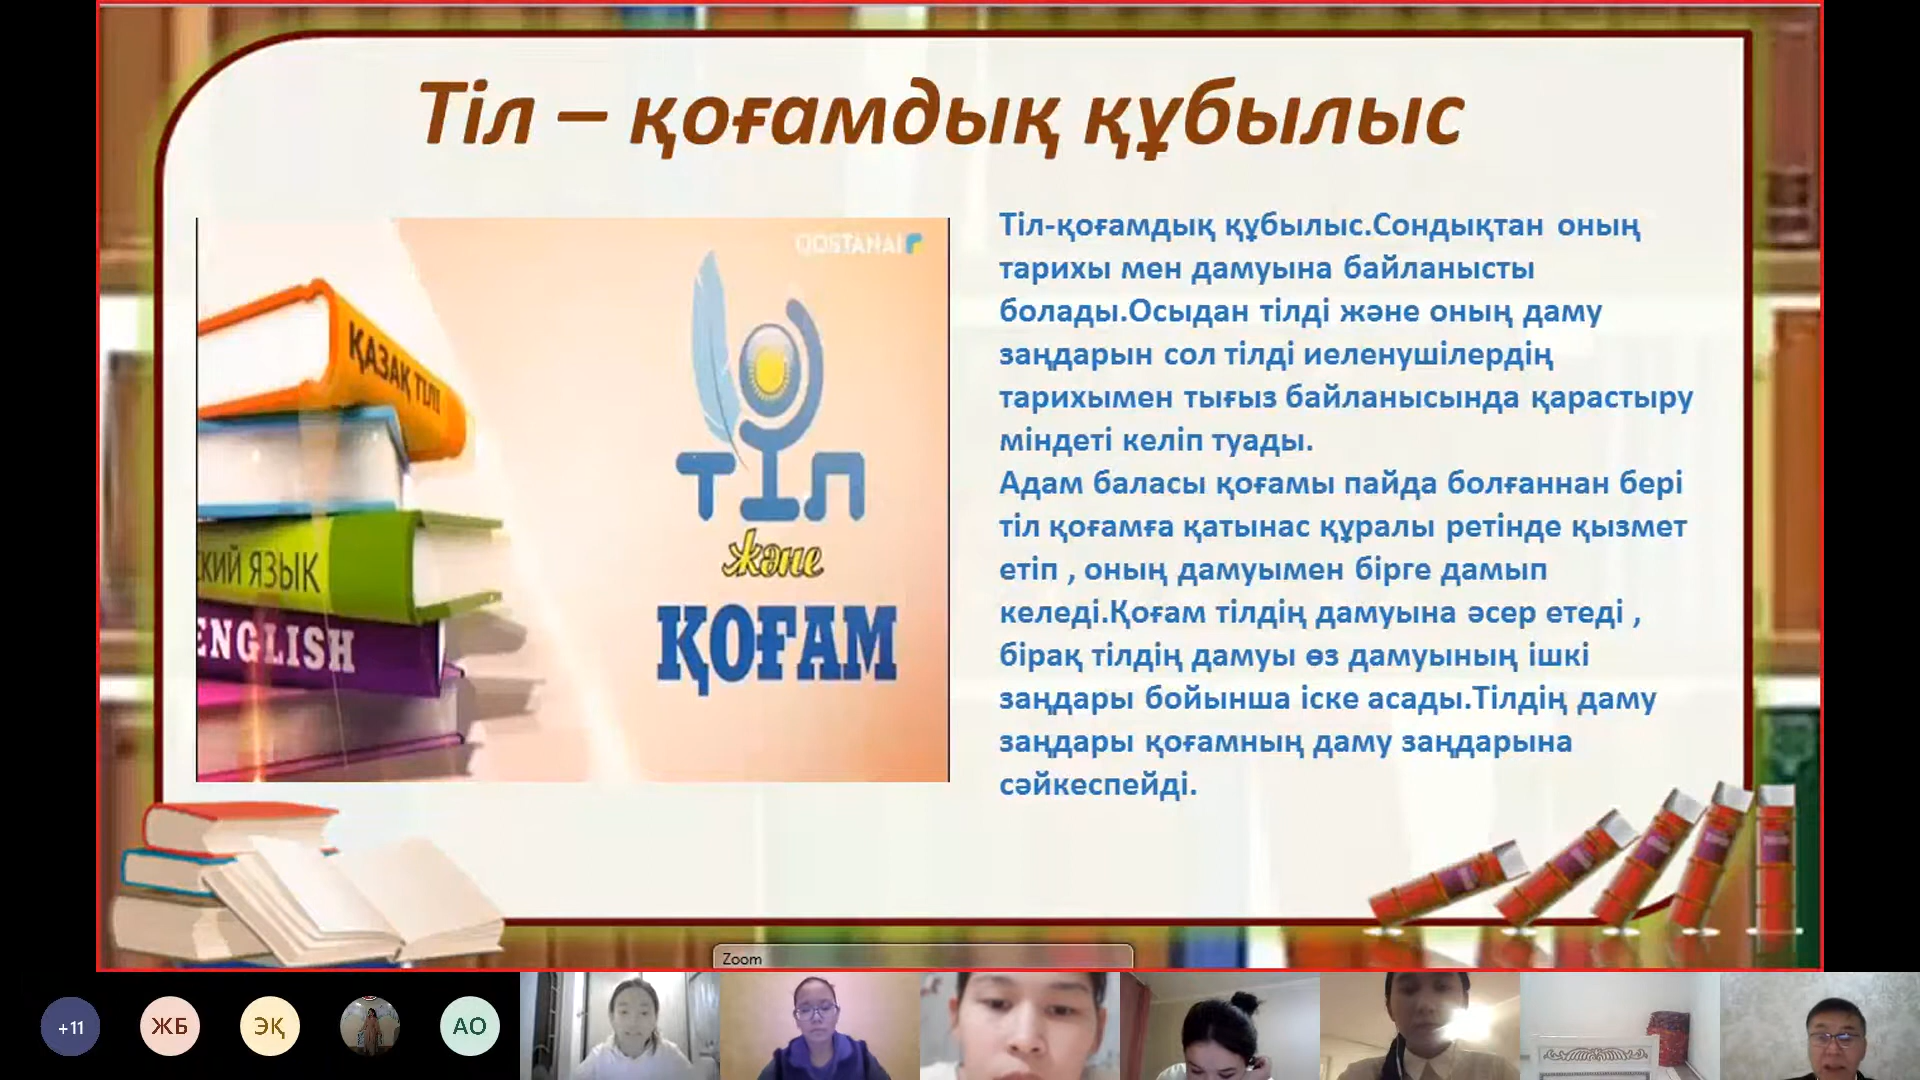 Тіл – қоғамдық құбылыс
QOSTANAI
ҚАЗАҚ ТІЛІ
КИЙ ЯЗЫК
ENGLISH
тіл
және
ҚОҒАМ
Тіл-қоғамдық құбылыс.Сондықтан оның
тарихы мен дамуына байланысты
болады.Осыдан тілді және оның даму
заңдарын сол тілді иеленушілердің
тарихымен тығыз байланысында қарастыру
міндеті келіп туады.
Адам баласы қоғамы пайда болғаннан бері
тіл қоғамға қатынас құралы ретінде қызмет
етіп , оның дамуымен бірге дамып
келеді.Қоғам тілдің дамуына әсер етеді ,
бірақ тілдің дамуы өз дамуының ішкі
заңдары бойынша іске асады.Тілдің даму
заңдары қоғамның даму заңдарына
сәйкеспейді.
Zoom
+11
ЖБ
ЭҚ
АО